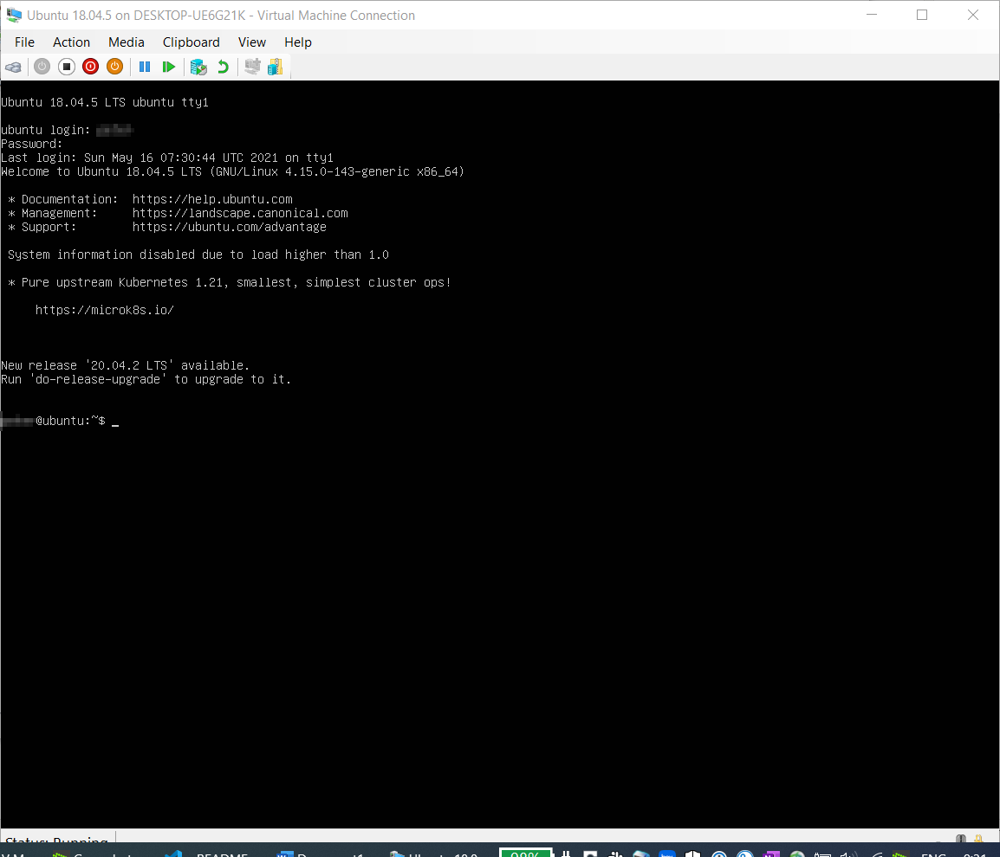 Ubuntu 18.04.5 on DESKTOP-UE6G21K - Virtual Machine Connection
File Action Media Clipboard View Help
Ubuntu 18.04.5 LTS ubuntu tty1
ubuntu login:
Password:
Last login: Sun May 16 07:30:44 UTC 2021 on tty1
Welcome to Ubuntu 18.04.5 LTS (GNU/Linux 4.15.0-143-generic x86_64)
* Documentation: https://help.ubuntu.com
* Management: https://landscape.canonical.com
* Support: https://ubuntu.com/advantage
System information disabled due to load higher than 1.0
* Pure upstream Kubernetes 1.21, smallest, simplest cluster ops!
https://microk8s.io/
New release '20.04.2 LTS' available.
Run 'do-release-upgrade' to upgrade to it.
@ubuntu:~$ _
Status: Running
README
98%
ENG